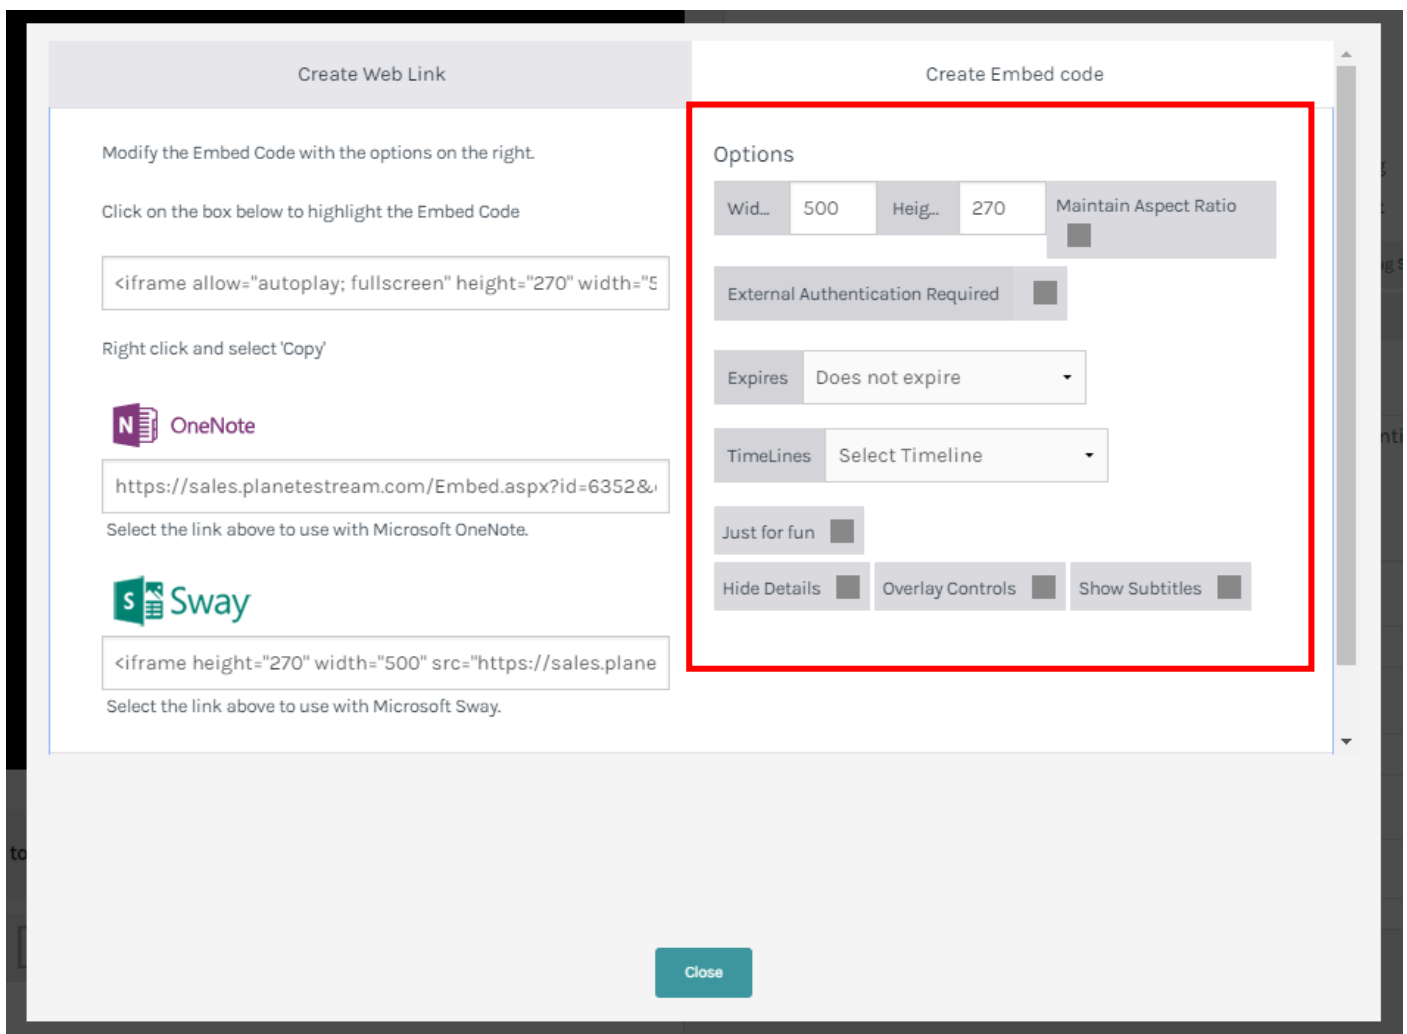 Create Web Link
Create Embed code
Modify the Embed Code with the options on the right.
Click on the box below to highlight the Embed Code
<iframe allow="autoplay; fullscreen" height="270" width="5
Right click and select 'Copy'
N OneNote
https://sales.planetestream.com/Embed.aspx?id=6352&
Select the link above to use with Microsoft OneNote.
S Sway
<iframe height="270" width="500" src="https://sales.plane
Select the link above to use with Microsoft Sway.
Options
Wid... 500 Heig... 270 Maintain Aspect Ratio
External Authentication Required
Expires Does not expire
TimeLines Select Timeline
Just for fun
Hide Details Overlay Controls Show Subtitles
to
Close